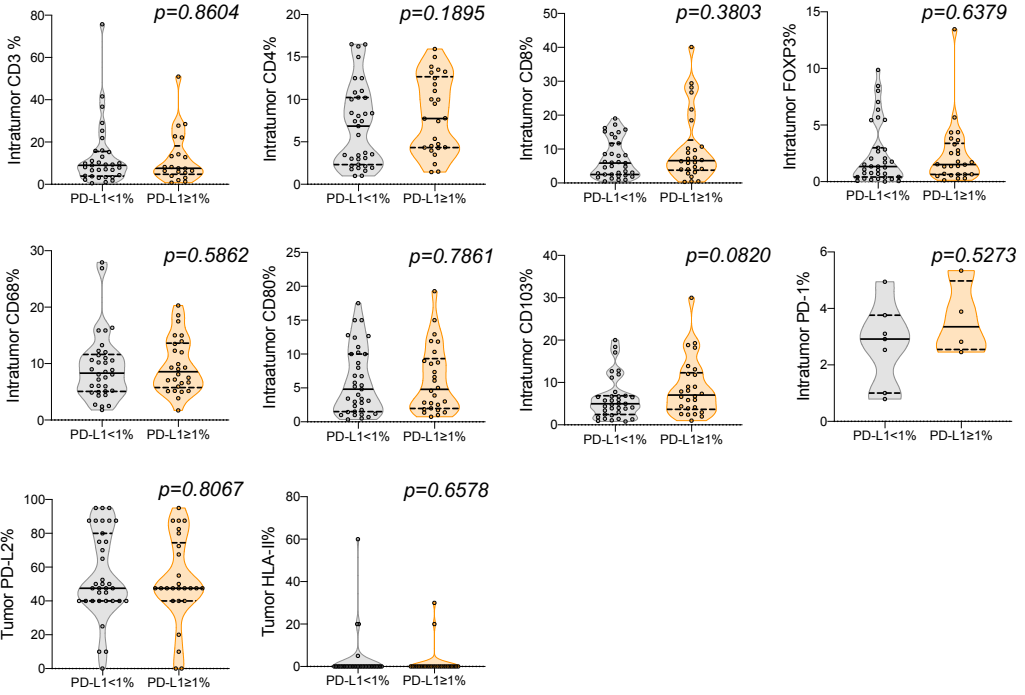 p=0.8604
Intratumor CD3 %
80
60
40
20
0
PD-L1<1%
PD-L1≥1%
p=0.1895
Intratumor CD4%
20
15
10
5
0
PD-L1<1%
PD-L1≥1%
p=0.3803
Intratumor CD8%
50
40
30
20
10
0
PD-L1<1%
PD-L1≥1%
p=0.6379
Intratumor FOXP3%
15
10
5
0
PD-L1<1%
PD-L1≥1%
p=0.5862
Intratumor CD68%
30
20
10
0
PD-L1<1%
PD-L1≥1%
p=0.7861
Intraatumor CD80%
25
20
15
10
5
0
PD-L1<1%
PD-L1≥1%
p=0.0820
Intratumor CD103%
40
30
20
10
0
PD-L1<1%
PD-L1≥1%
p=0.5273
Intratumor PD-1%
6
4
2
0
PD-L1<1%
PD-L1≥1%
p=0.8067
Tumor PD-L2%
100
80
60
40
20
0
PD-L1<1%
PD-L1≥1%
p=0.6578
Tumor HLA-II%
80
60
40
20
0
PD-L1<1%
PD-L1≥1%